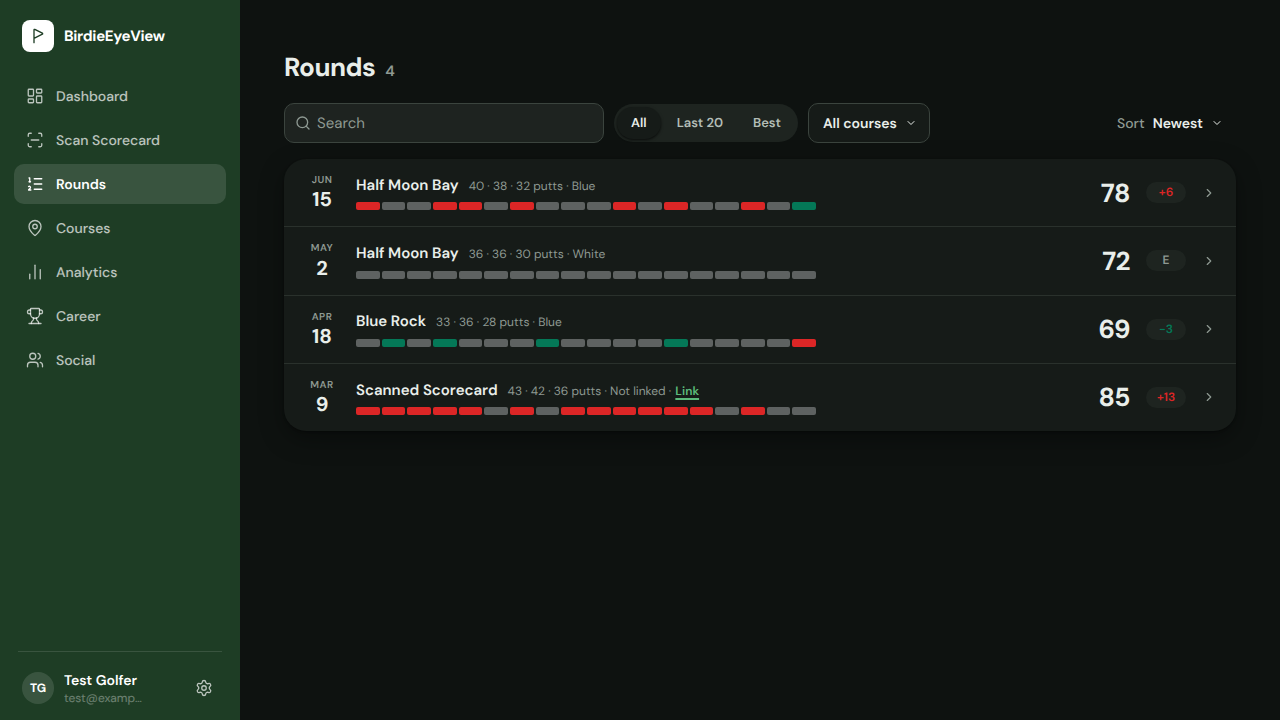 BirdieEyeView
Dashboard
Scan Scorecard
Rounds
Courses
Analytics
Career
Social
TG
Test Golfer
test@examp...
Rounds 4
Search
All Last 20 Best
All courses
Sort Newest
JUN 15
Half Moon Bay 40 · 38 · 32 putts · Blue
78 +6
MAY 2
Half Moon Bay 36 · 36 · 30 putts · White
72 E
APR 18
Blue Rock 33 · 36 · 28 putts · Blue
69 -3
MAR 9
Scanned Scorecard 43 · 42 · 36 putts · Not linked · Link
85 +13